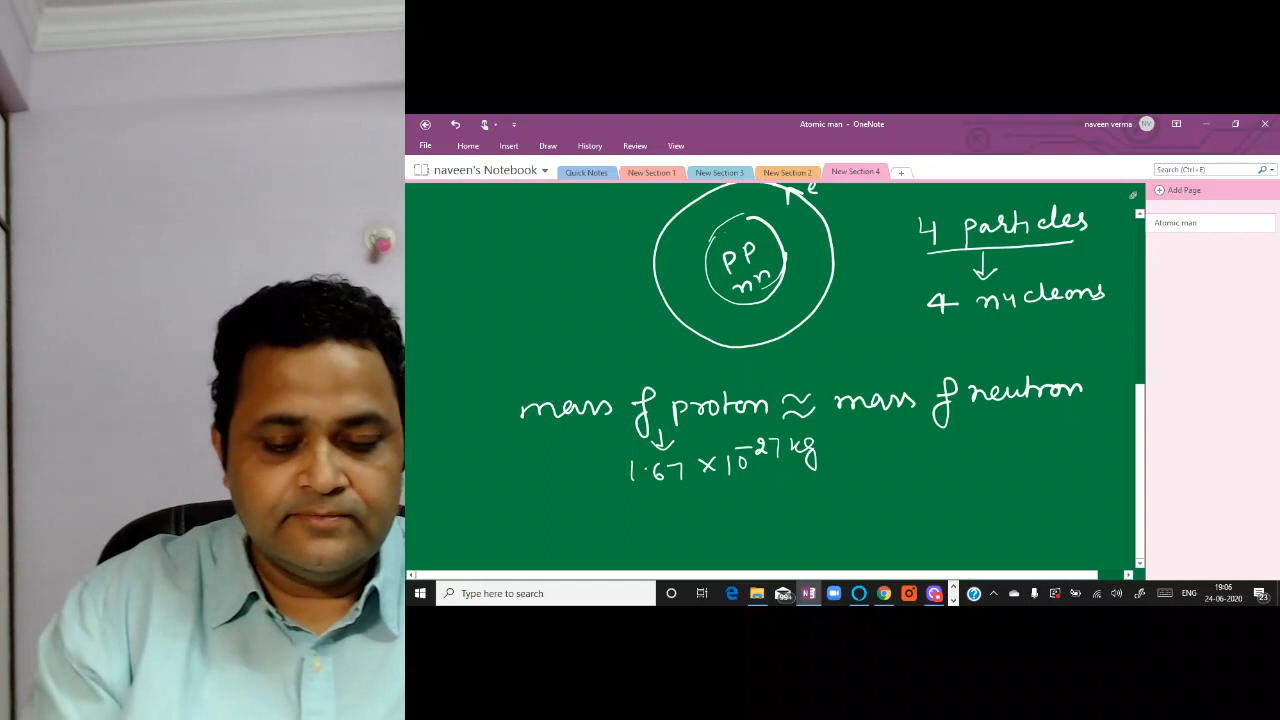 Atomic man - OneNote
naveen verma NV
File Home Insert Draw History Review View
naveen's Notebook Quick Notes New Section 1 New Section 3 New Section 2 New Section 4 +
Search (Ctrl+E)
Add Page
Atomic man
e
4 particles
P P
n n
4 nucleons
mass of proton ≈ mass of neutron
1.67 × 10⁻²⁷ kg
Type here to search
99+
ENG
19:06
24-06-2020
23